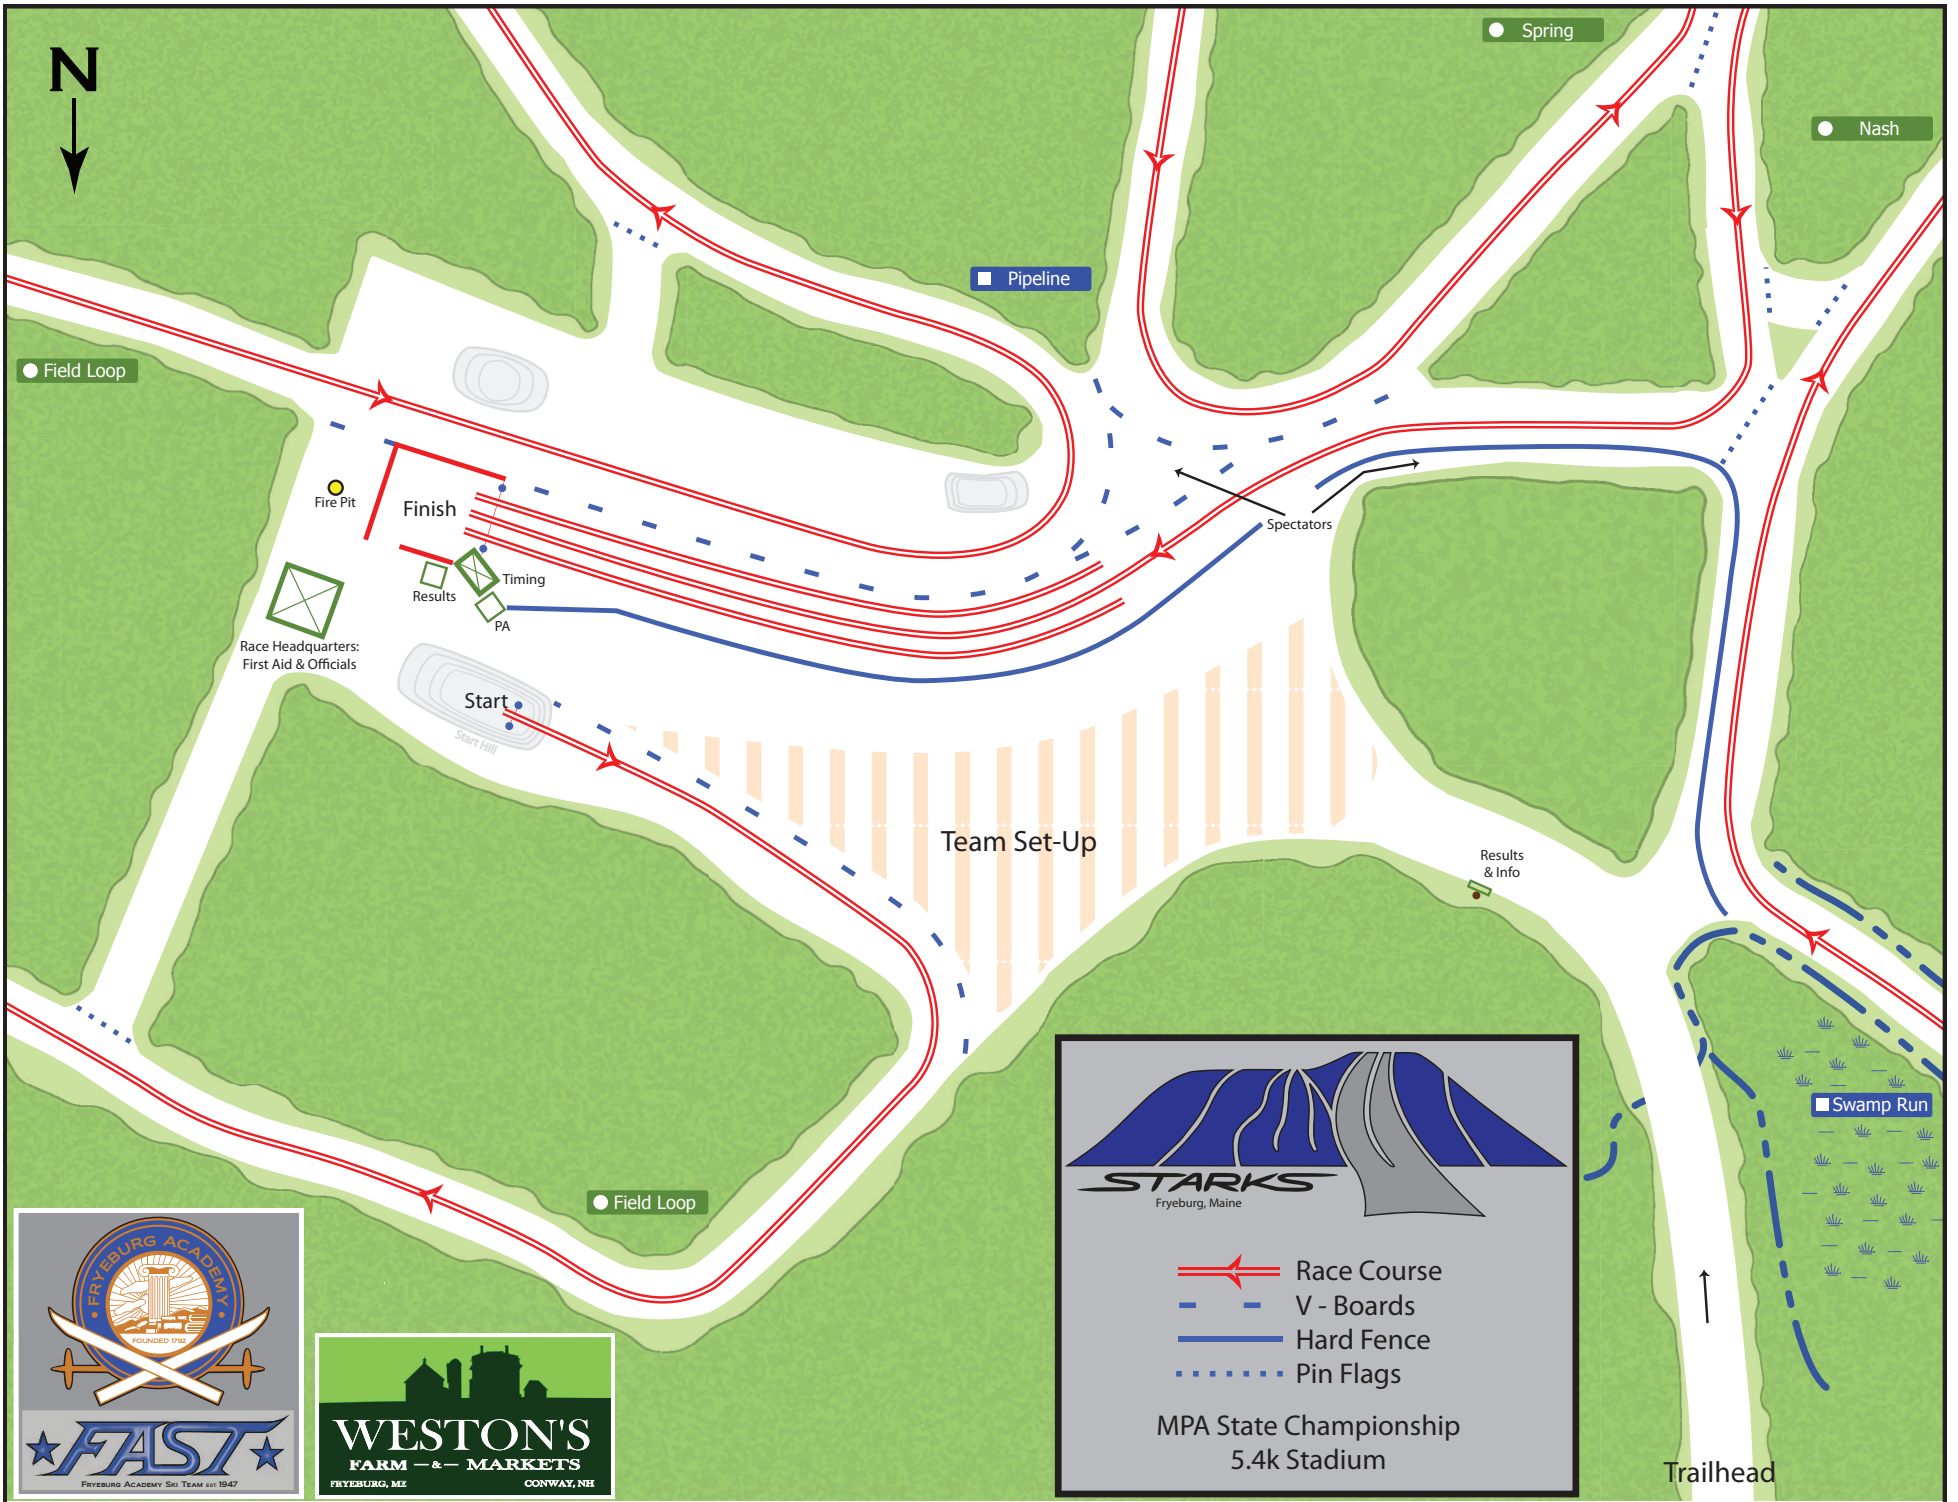 N
Spring
Nash
Pipeline
Field Loop
Fire Pit
Finish
Spectators
Timing
Results
PA
Race Headquarters:
First Aid & Officials
Start
Start Hill
Team Set-Up
Results
& Info
Swamp Run
Field Loop
STARKS
Fryeburg, Maine
Race Course
V - Boards
Hard Fence
Pin Flags
MPA State Championship
5.4k Stadium
Trailhead
FRYEBURG ACADEMY
FOUNDED 1792
FAST
FRYEBURG ACADEMY SKI TEAM EST. 1947
WESTON'S
FARM & MARKETS
FRYEBURG, ME
CONWAY, NH